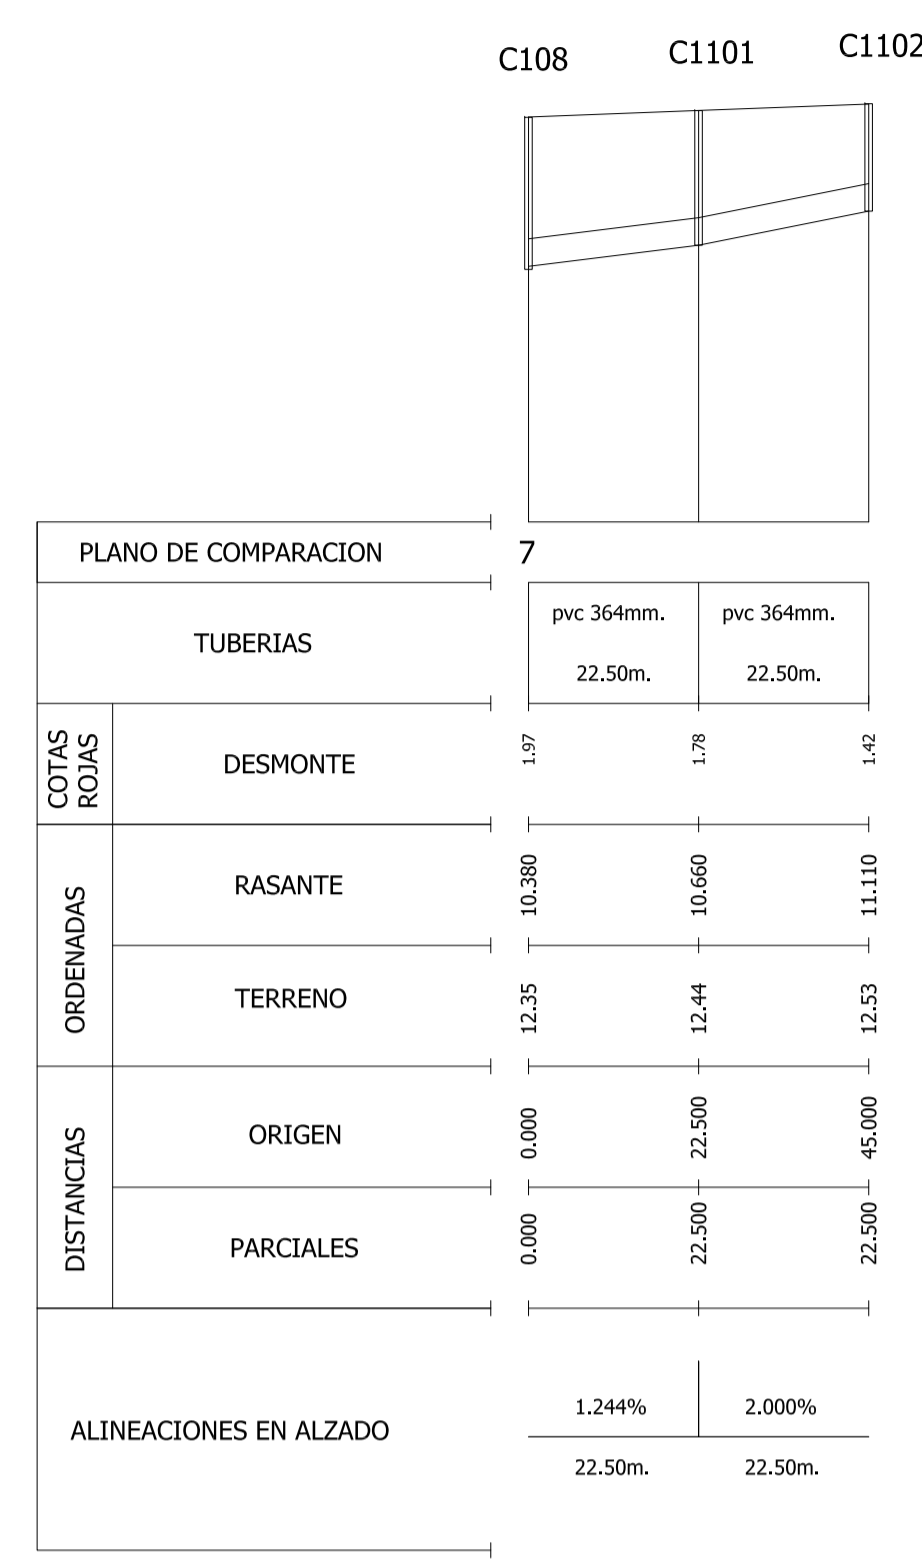 C108 C1101 C1102
PLANO DE COMPARACION 7
TUBERIAS
pvc 364mm. pvc 364mm.
22.50m. 22.50m.
COTAS
ROJAS
DESMONTE 1.97 1.78 1.42
ORDENADAS
RASANTE 10.380 10.660 11.110
TERRENO 12.35 12.44 12.53
DISTANCIAS
ORIGEN 0.000 22.500 45.000
PARCIALES 0.000 22.500 22.500
ALINEACIONES EN ALZADO
1.244% 2.000%
22.50m. 22.50m.